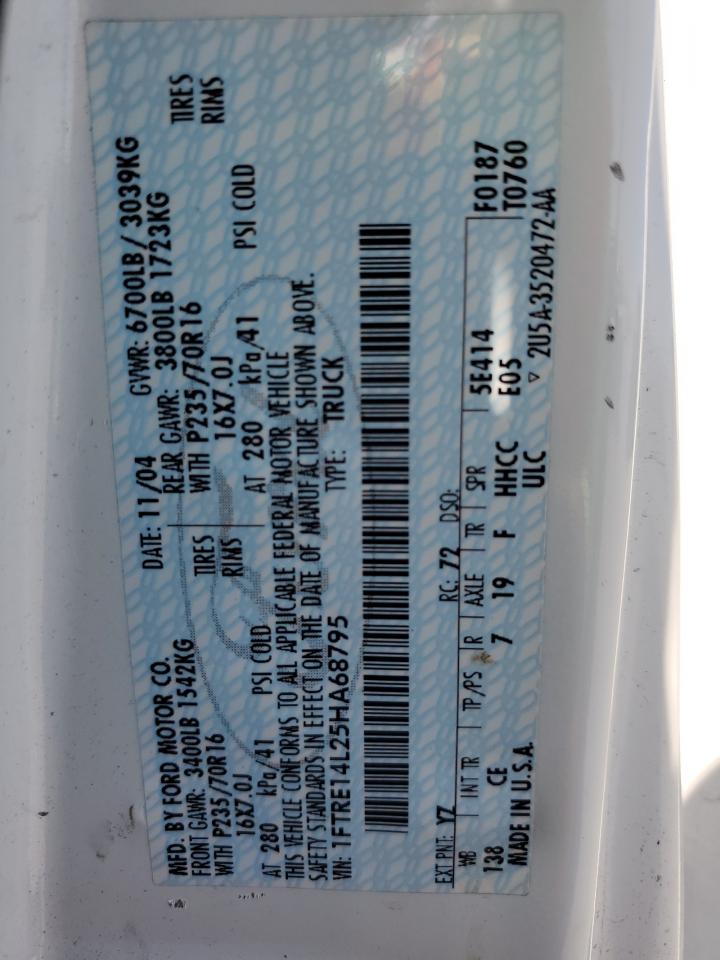 MFD. BY FORD MOTOR CO.
DATE: 11/04 GVWR: 6700LB / 3039KG
FRONT GAWR: 3400LB 1542KG REAR GAWR: 3800LB 1723KG
WITH P235/70R16 TIRES WITH P235/70R16 TIRES
16X7.0J RIMS 16X7.0J RIMS
AT 280 kPa/41 PSI COLD AT 280 kPa/41 PSI COLD
THIS VEHICLE CONFORMS TO ALL APPLICABLE FEDERAL MOTOR VEHICLE
SAFETY STANDARDS IN EFFECT ON THE DATE OF MANUFACTURE SHOWN ABOVE.
VIN: 1FTRE14L25HA68795 TYPE: TRUCK
EXT PNT: YZ RC: 72 DSO:
WB INT TR TP/PS R AXLE TR SPR 5E414 F0187
138 CE 7 19 F HHCC E05 T0760
MADE IN U.S.A. ULC
▽ 2U5A-3520472-AA